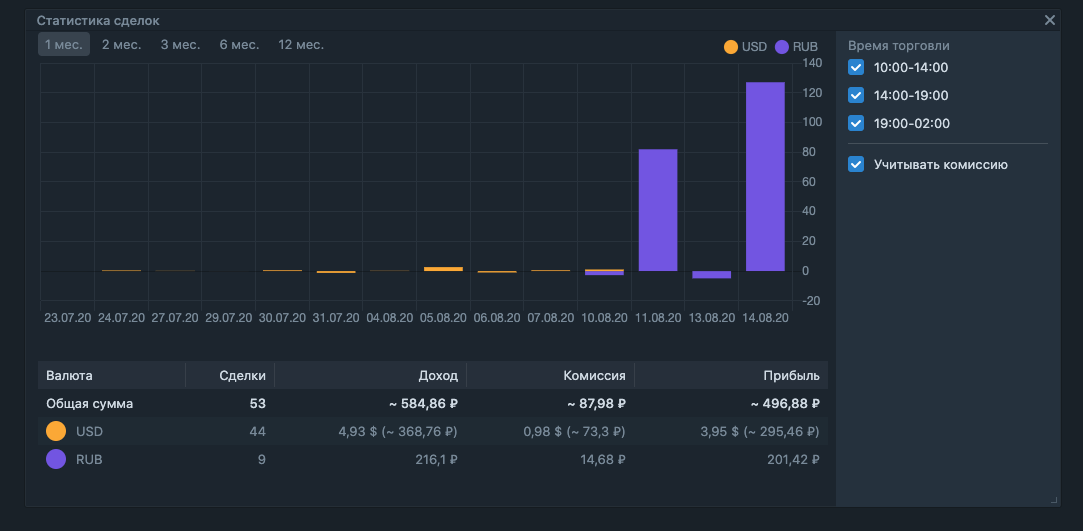 Статистика сделок
1 мес. 2 мес. 3 мес. 6 мес. 12 мес.
USD RUB
140
120
100
80
60
40
20
0
-20
23.07.20 24.07.20 27.07.20 29.07.20 30.07.20 31.07.20 04.08.20 05.08.20 06.08.20 07.08.20 10.08.20 11.08.20 13.08.20 14.08.20
Время торговли
10:00-14:00
14:00-19:00
19:00-02:00
Учитывать комиссию
Валюта Сделки Доход Комиссия Прибыль
Общая сумма 53 ~ 584,86 ₽ ~ 87,98 ₽ ~ 496,88 ₽
USD 44 4,93 $ (~ 368,76 ₽) 0,98 $ (~ 73,3 ₽) 3,95 $ (~ 295,46 ₽)
RUB 9 216,1 ₽ 14,68 ₽ 201,42 ₽